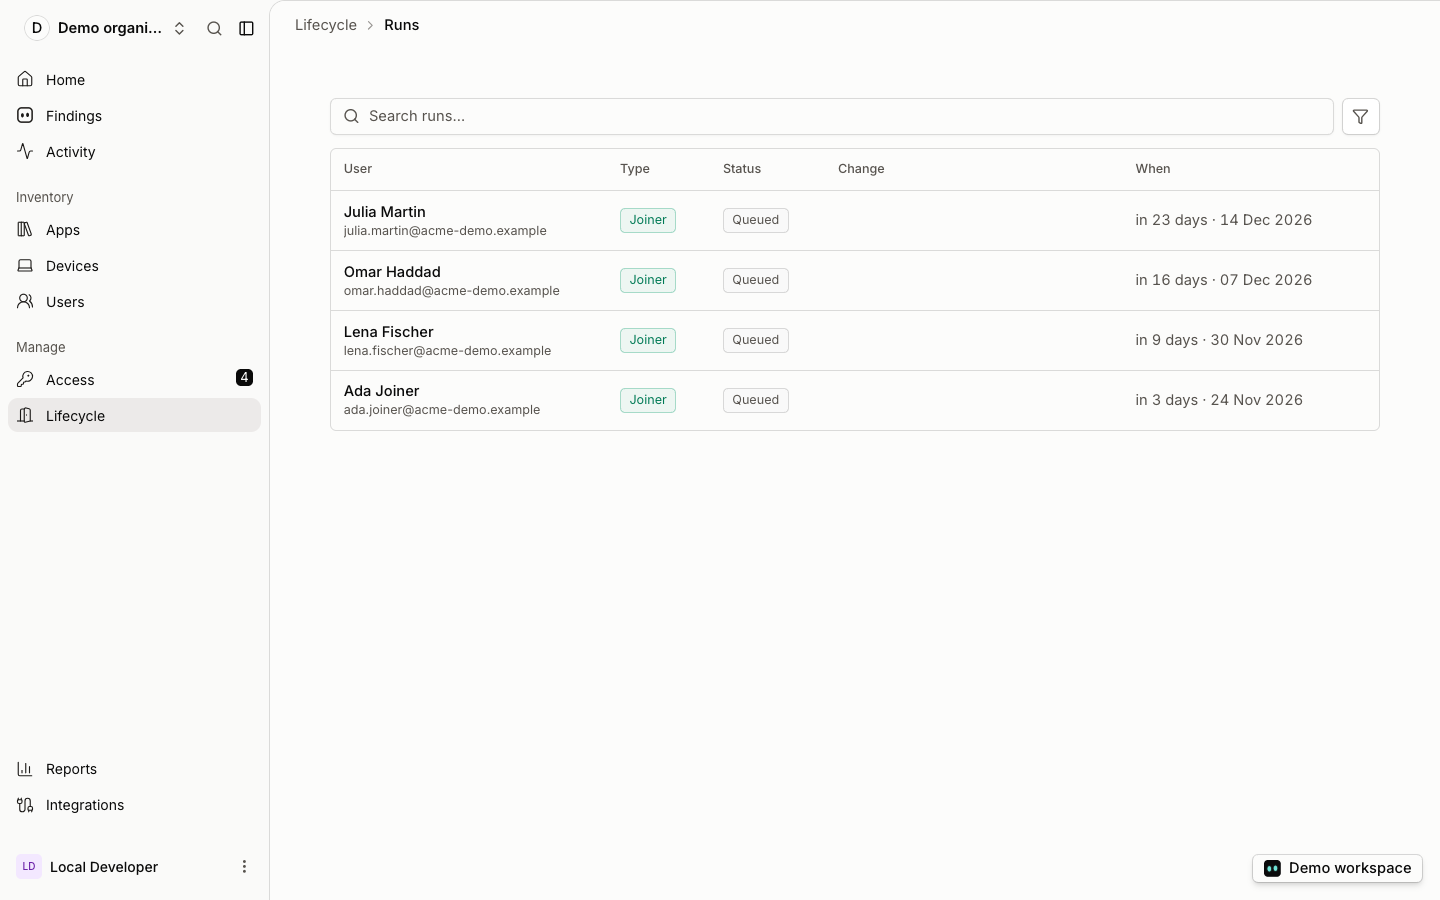 D Demo organi...
Lifecycle > Runs
Home
Findings
Activity
Inventory
Apps
Devices
Users
Manage
Access 4
Lifecycle
Reports
Integrations
LD Local Developer
Search runs...
User Type Status Change When
Julia Martin
julia.martin@acme-demo.example
Joiner Queued in 23 days · 14 Dec 2026
Omar Haddad
omar.haddad@acme-demo.example
Joiner Queued in 16 days · 07 Dec 2026
Lena Fischer
lena.fischer@acme-demo.example
Joiner Queued in 9 days · 30 Nov 2026
Ada Joiner
ada.joiner@acme-demo.example
Joiner Queued in 3 days · 24 Nov 2026
Demo workspace